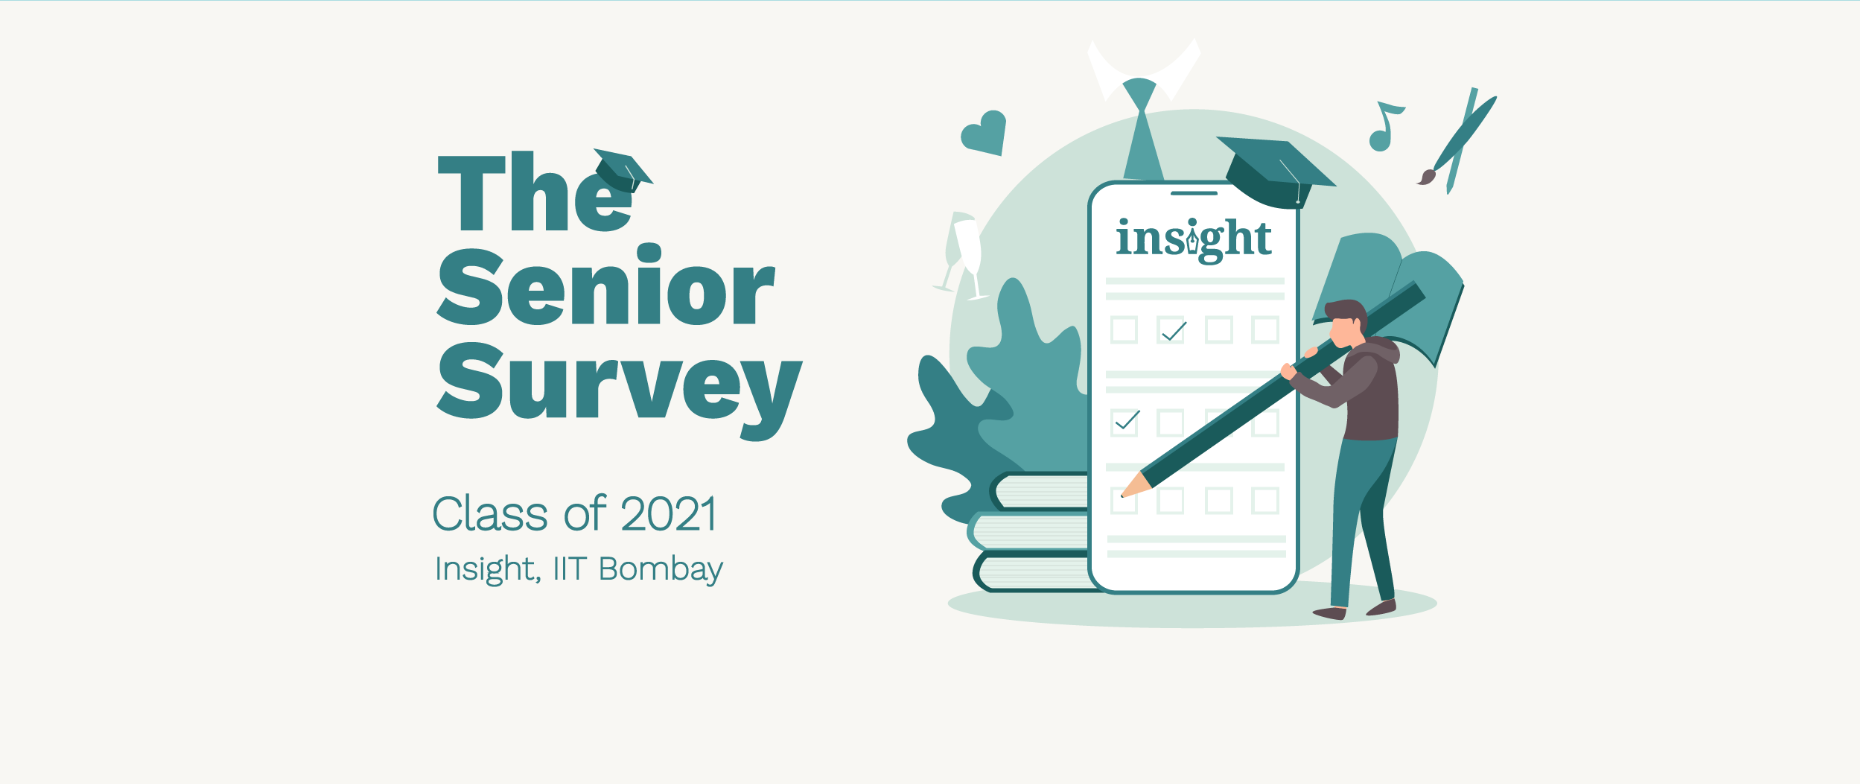 The
Senior
Survey
Class of 2021
Insight, IIT Bombay
insight